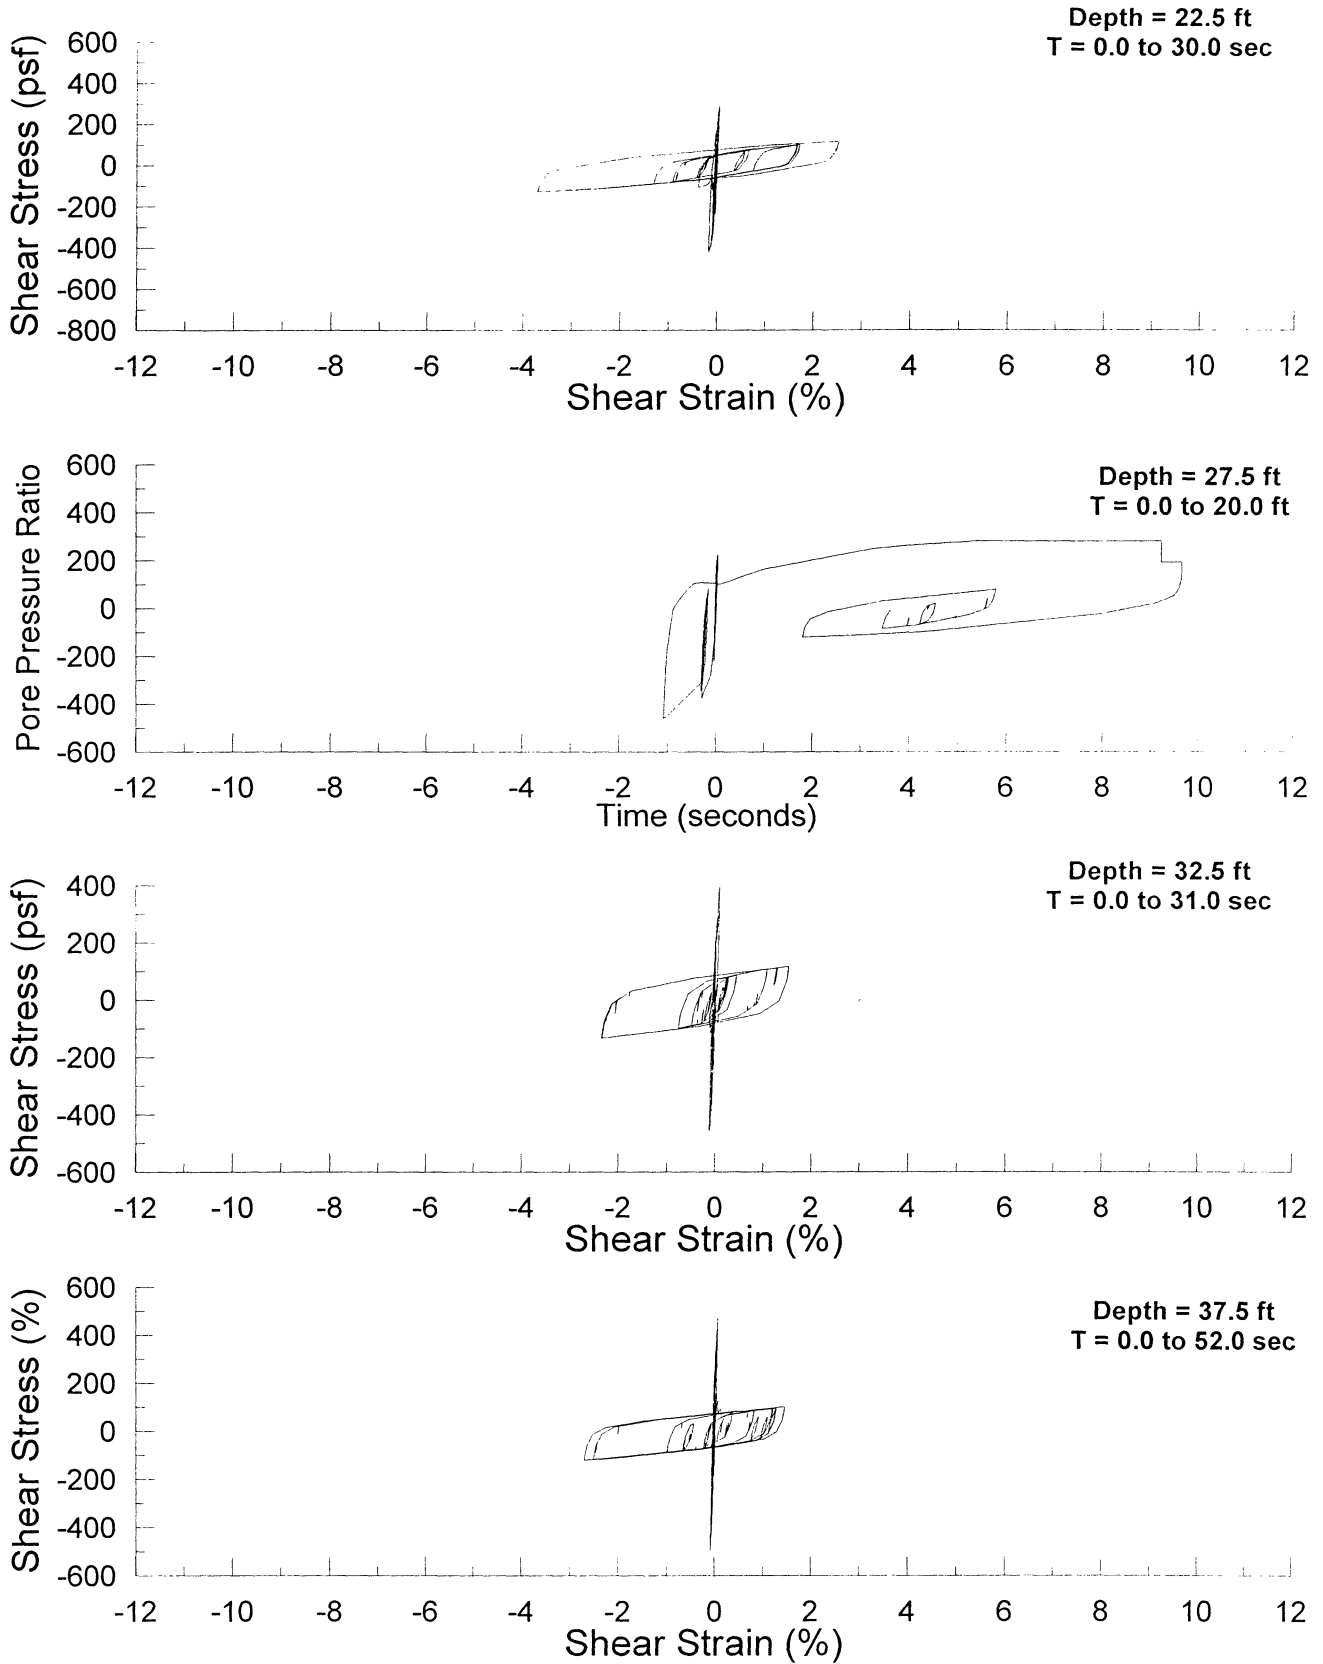 Depth = 22.5 ft
T = 0.0 to 30.0 sec
Shear Stress (psf)
600
400
200
0
-200
-400
-600
-800
-12 -10 -8 -6 -4 -2 0 2 4 6 8 10 12
Shear Strain (%)
Depth = 27.5 ft
T = 0.0 to 20.0 ft
Pore Pressure Ratio
600
400
200
0
-200
-400
-600
-12 -10 -8 -6 -4 -2 0 2 4 6 8 10 12
Time (seconds)
Depth = 32.5 ft
T = 0.0 to 31.0 sec
Shear Stress (psf)
400
200
0
-200
-400
-600
-12 -10 -8 -6 -4 -2 0 2 4 6 8 10 12
Shear Strain (%)
Depth = 37.5 ft
T = 0.0 to 52.0 sec
Shear Stress (%)
600
400
200
0
-200
-400
-600
-12 -10 -8 -6 -4 -2 0 2 4 6 8 10 12
Shear Strain (%)